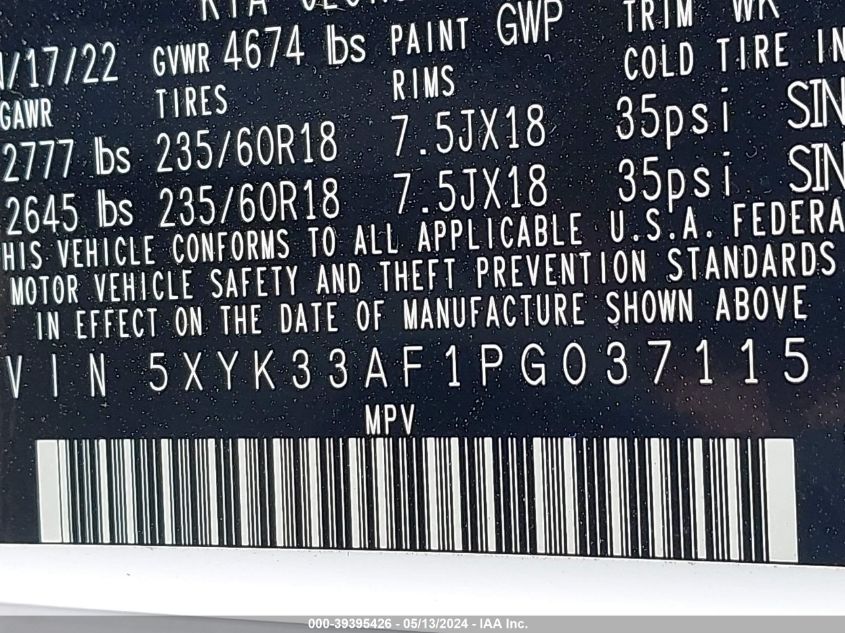 KIA
/17/22 GVWR 4674 lbs PAINT GWP TRIM WK
GAWR TIRES RIMS COLD TIRE IN
2777 lbs 235/60R18 7.5JX18 35psi SIN
2645 lbs 235/60R18 7.5JX18 35psi SIN
HIS VEHICLE CONFORMS TO ALL APPLICABLE U.S.A. FEDERA
MOTOR VEHICLE SAFETY AND THEFT PREVENTION STANDARDS
IN EFFECT ON THE DATE OF MANUFACTURE SHOWN ABOVE
VIN 5XYK33AF1PG037115
MPV
000-39395426 - 05/13/2024 - IAA Inc.